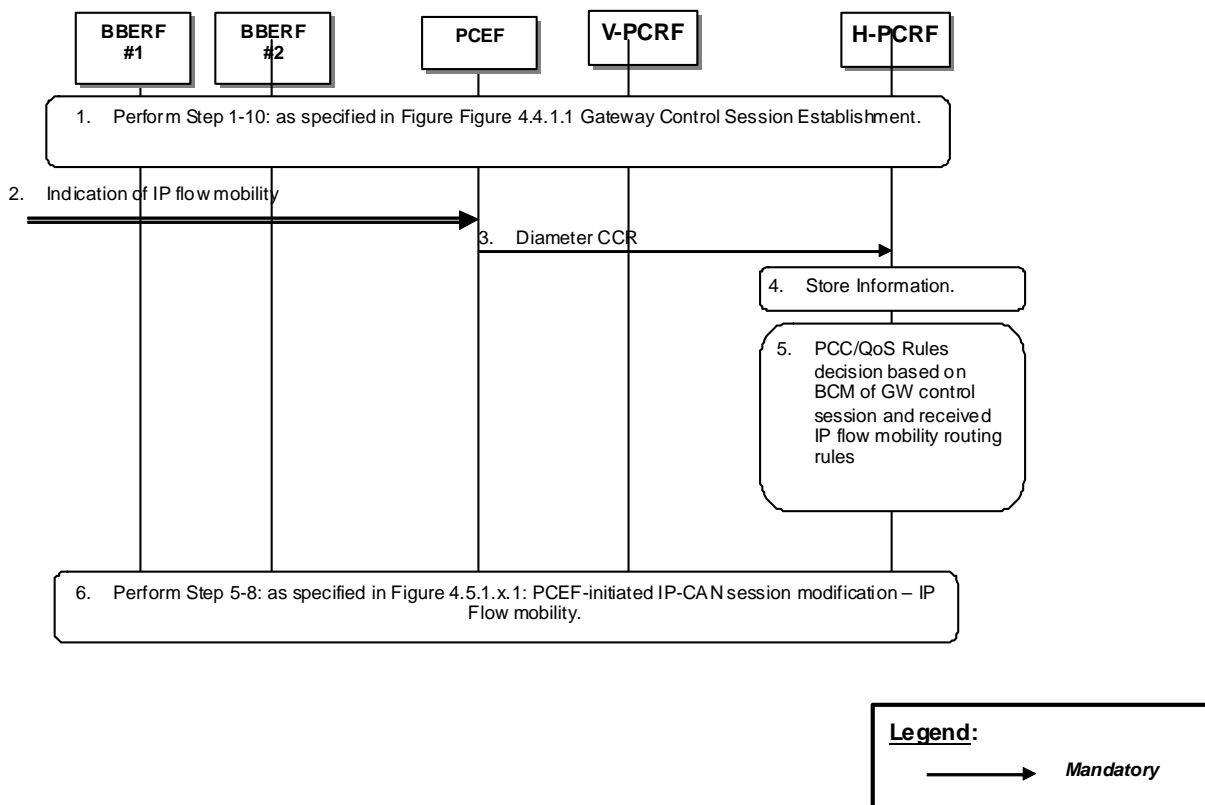 BBERF
#1
BBERF
#2
PCEF
V-PCRF
H-PCRF
1. Perform Step 1-10: as specified in Figure Figure 4.4.1.1 Gateway Control Session Establishment.
2. Indication of IP flow mobility
3. Diameter CCR
4. Store Information.
5. PCC/QoS Rules
decision based on
BCM of GW control
session and received
IP flow mobility routing
rules
6. Perform Step 5-8: as specified in Figure 4.5.1.x.1: PCEF-initiated IP-CAN session modification – IP
Flow mobility.
Legend:
Mandatory